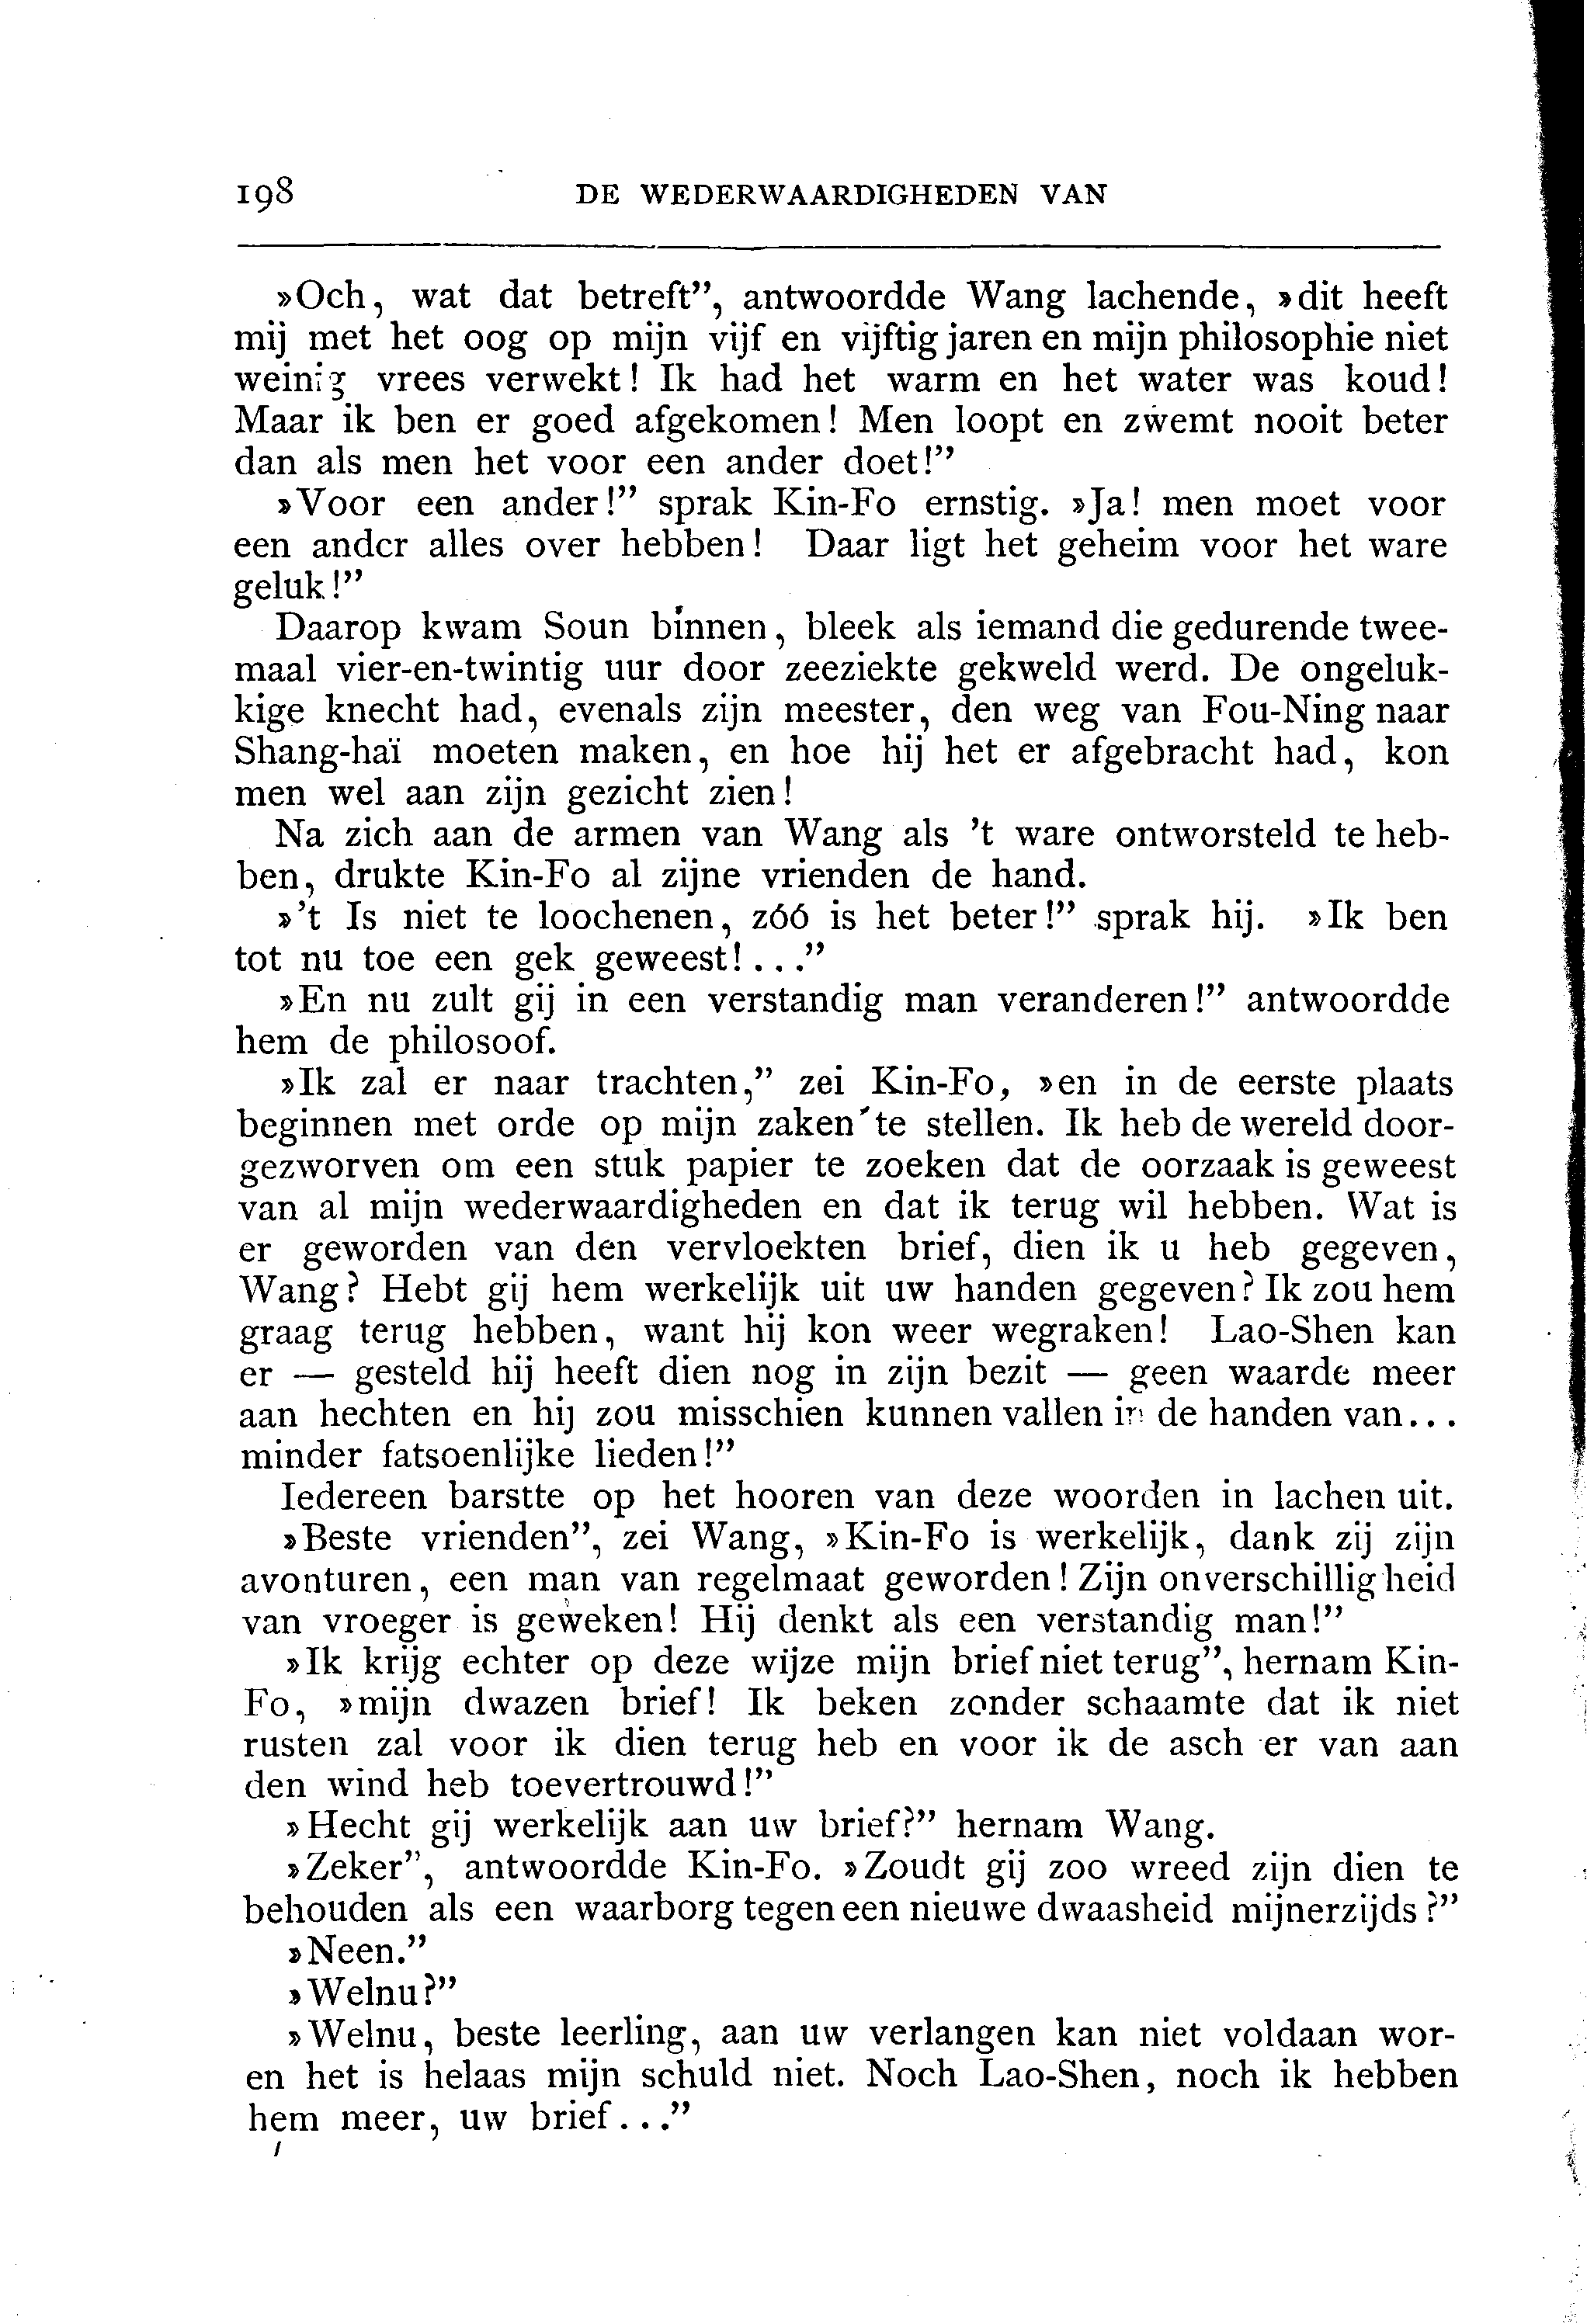 198 DE WEDERWAARDIGHEDEN VAN
»Och, wat dat betreft”, antwoordde Wang lachende, »dit heeft
mij met het oog op mijn vijf en vijftig jaren en mijn philosophie niet
weinig vrees verwekt! Ik had het warm en het water was koud!
Maar ik ben er goed afgekomen! Men loopt en zwemt nooit beter
dan als men het voor een ander doet!”
»Voor een ander!” sprak Kin-Fo ernstig. »Ja! men moet voor
een ander alles over hebben! Daar ligt het geheim voor het ware
geluk!”
Daarop kwam Soun binnen, bleek als iemand die gedurende twee-
maal vier-en-twintig uur door zeeziekte gekweld werd. De ongeluk-
kige knecht had, evenals zijn meester, den weg van Fou-Ning naar
Shang-haï moeten maken, en hoe hij het er afgebracht had, kon
men wel aan zijn gezicht zien!
Na zich aan de armen van Wang als ’t ware ontworsteld te heb-
ben, drukte Kin-Fo al zijne vrienden de hand.
»’t Is niet te loochenen, zóó is het beter!” sprak hij. »Ik ben
tot nu toe een gek geweest!...”
»En nu zult gij in een verstandig man veranderen!” antwoordde
hem de philosoof.
»Ik zal er naar trachten,” zei Kin-Fo, »en in de eerste plaats
beginnen met orde op mijn zaken te stellen. Ik heb de wereld door-
gezworven om een stuk papier te zoeken dat de oorzaak is geweest
van al mijn wederwaardigheden en dat ik terug wil hebben. Wat is
er geworden van den vervloekten brief, dien ik u heb gegeven,
Wang? Hebt gij hem werkelijk uit uw handen gegeven? Ik zou hem
graag terug hebben, want hij kon weer wegraken! Lao-Shen kan
er — gesteld hij heeft dien nog in zijn bezit — geen waarde meer
aan hechten en hij zou misschien kunnen vallen in de handen van...
minder fatsoenlijke lieden!”
Iedereen barstte op het hooren van deze woorden in lachen uit.
»Beste vrienden”, zei Wang, »Kin-Fo is werkelijk, dank zij zijn
avonturen, een man van regelmaat geworden! Zijn onverschilligheid
van vroeger is geweken! Hij denkt als een verstandig man!”
»Ik krijg echter op deze wijze mijn brief niet terug”, hernam Kin-
Fo, »mijn dwazen brief! Ik beken zonder schaamte dat ik niet
rusten zal voor ik dien terug heb en voor ik de asch er van aan
den wind heb toevertrouwd!”
»Hecht gij werkelijk aan uw brief?” hernam Wang.
»Zeker”, antwoordde Kin-Fo. »Zoudt gij zoo wreed zijn dien te
behouden als een waarborg tegen een nieuwe dwaasheid mijnerzijds?”
»Neen.”
»Welnu?”
»Welnu, beste leerling, aan uw verlangen kan niet voldaan wor-
en het is helaas mijn schuld niet. Noch Lao-Shen, noch ik hebben
hem meer, uw brief...”